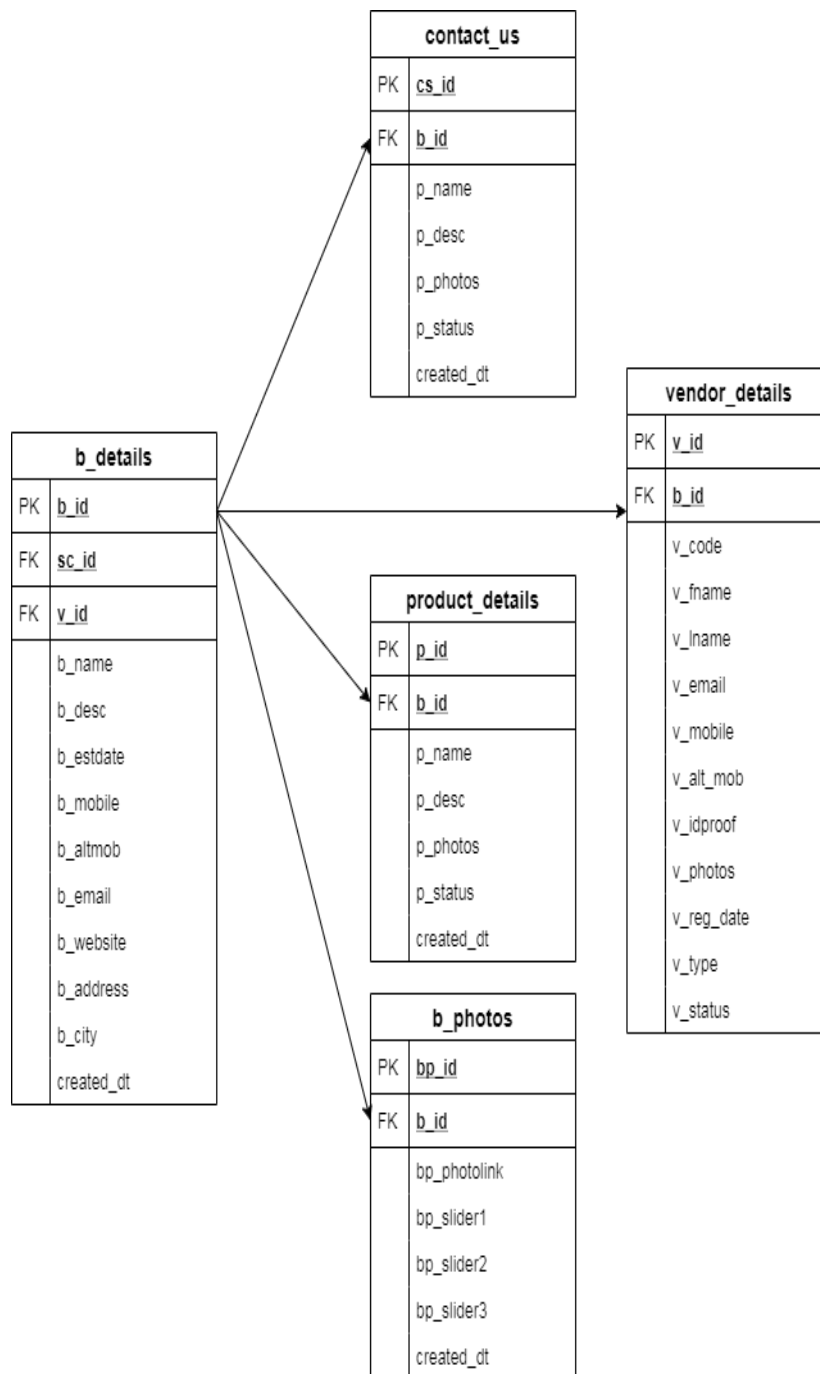 contact_us
PK cs_id
FK b_id
p_name
p_desc
p_photos
p_status
created_dt
vendor_details
PK v_id
FK b_id
v_code
v_fname
v_lname
v_email
v_mobile
v_alt_mob
v_idproof
v_photos
v_reg_date
v_type
v_status
b_details
PK b_id
FK sc_id
FK v_id
b_name
b_desc
b_estdate
b_mobile
b_altmob
b_email
b_website
b_address
b_city
created_dt
product_details
PK p_id
FK b_id
p_name
p_desc
p_photos
p_status
created_dt
b_photos
PK bp_id
FK b_id
bp_photolink
bp_slider1
bp_slider2
bp_slider3
created_dt